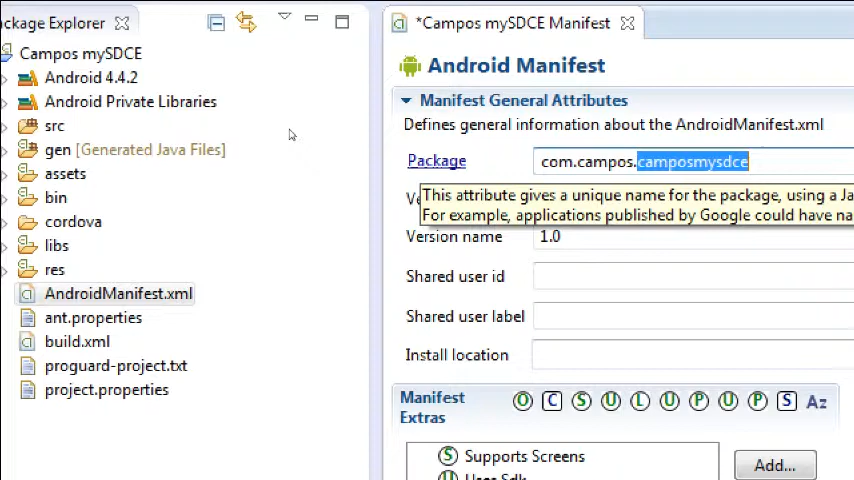 ackage Explorer
Campos mySDCE
Android 4.4.2
Android Private Libraries
src
gen [Generated Java Files]
assets
bin
cordova
libs
res
AndroidManifest.xml
ant.properties
build.xml
proguard-project.txt
project.properties
*Campos mySDCE Manifest
Android Manifest
Manifest General Attributes
Defines general information about the AndroidManifest.xml
Package com.campos.camposmysdce
This attribute gives a unique name for the package, using a Ja
For example, applications published by Google could have na
Version name 1.0
Shared user id
Shared user label
Install location
Manifest Extras
O C S U L U P U P S Az
S Supports Screens
U Uses Sdk
Add...